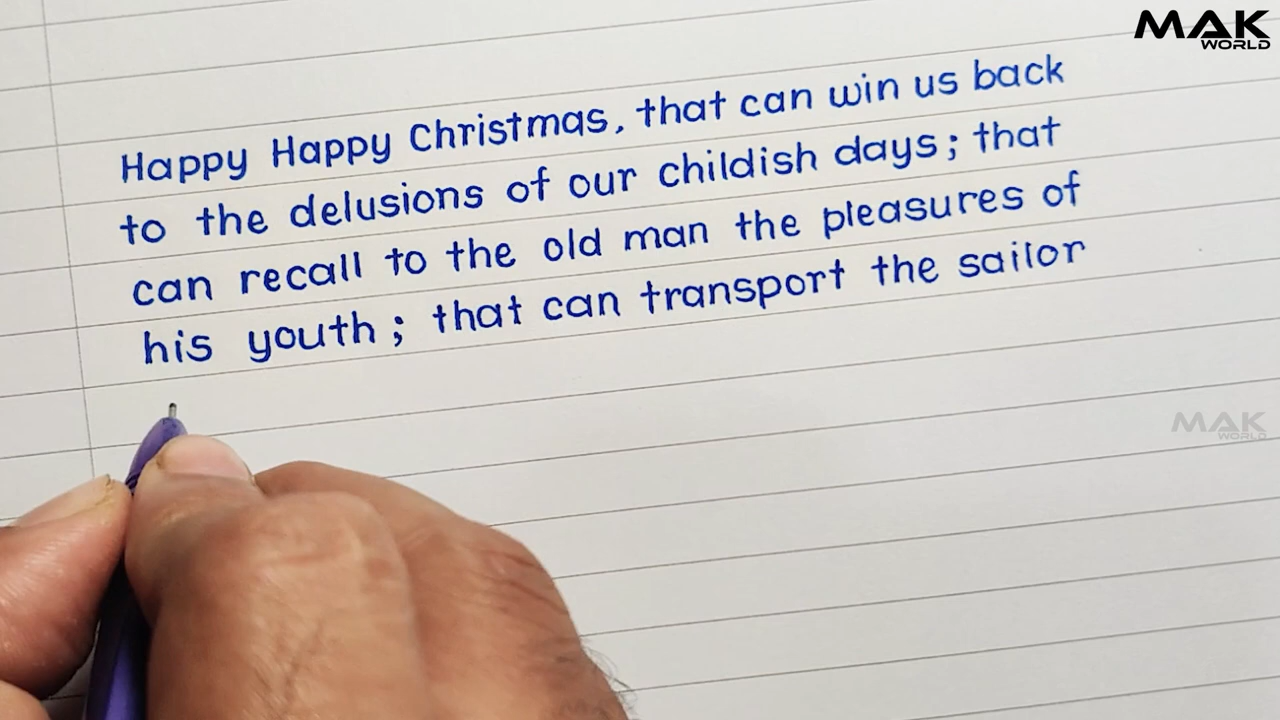 MAK
WORLD
Happy Happy Christmas, that can win us back
to the delusions of our childish days; that
can recall to the old man the pleasures of
his youth; that can transport the sailor
MAK
WORLD